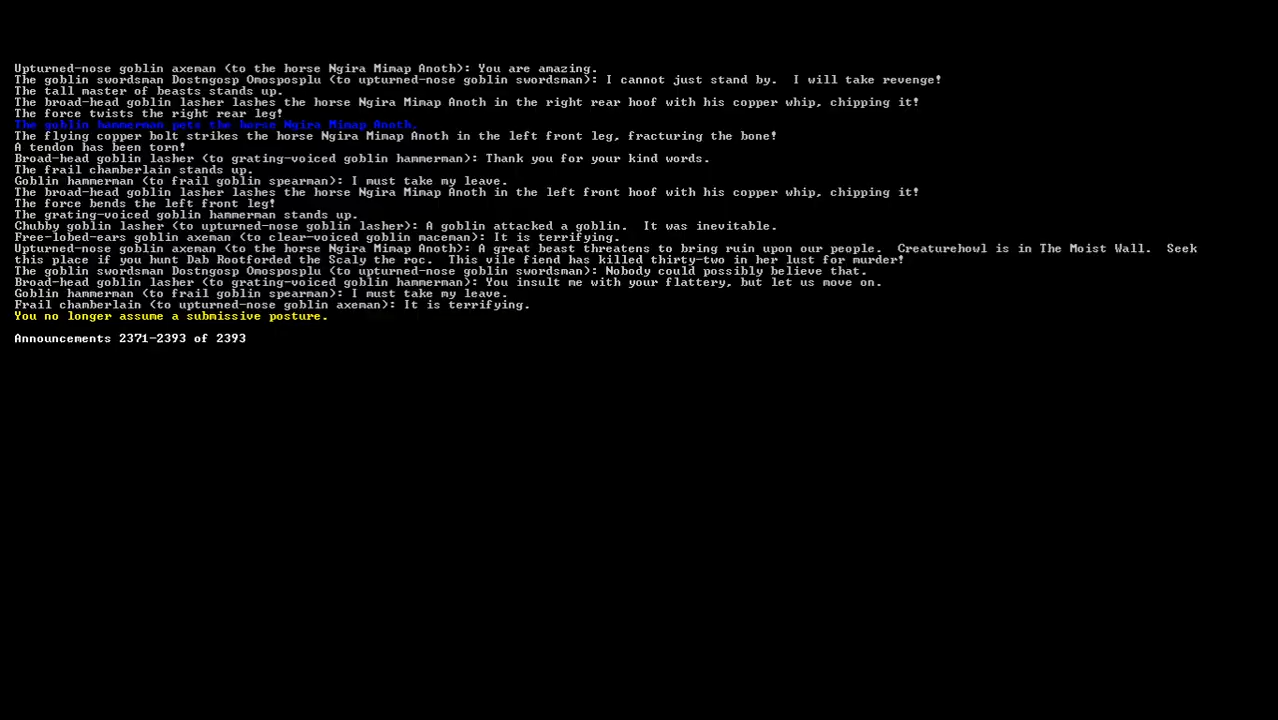 Upturned-nose goblin axeman (to the horse Ngira Mimap Anoth): You are amazing.
The goblin swordsman Dostngosp Omosposplu (to upturned-nose goblin swordsman): I cannot just stand by.  I will take revenge!
The tall master of beasts stands up.
The broad-head goblin lasher lashes the horse Ngira Mimap Anoth in the right rear hoof with his copper whip, chipping it!
The force twists the right rear leg!
The goblin hammerman pets the horse Ngira Mimap Anoth.
The flying copper bolt strikes the horse Ngira Mimap Anoth in the left front leg, fracturing the bone!
A tendon has been torn!
Broad-head goblin lasher (to grating-voiced goblin hammerman): Thank you for your kind words.
The frail chamberlain stands up.
Goblin hammerman (to frail goblin spearman): I must take my leave.
The broad-head goblin lasher lashes the horse Ngira Mimap Anoth in the left front hoof with his copper whip, chipping it!
The force bends the left front leg!
The grating-voiced goblin hammerman stands up.
Chubby goblin lasher (to upturned-nose goblin lasher): A goblin attacked a goblin.  It was inevitable.
Free-lobed-ears goblin axeman (to clear-voiced goblin maceman): It is terrifying.
Upturned-nose goblin axeman (to the horse Ngira Mimap Anoth): A great beast threatens to bring ruin upon our people.  Creaturehowl is in The Moist Wall.  Seek
this place if you hunt Dab Rootforded the Scaly the roc.  This vile fiend has killed thirty-two in her lust for murder!
The goblin swordsman Dostngosp Omosposplu (to upturned-nose goblin swordsman): Nobody could possibly believe that.
Broad-head goblin lasher (to grating-voiced goblin hammerman): You insult me with your flattery, but let us move on.
Goblin hammerman (to frail goblin spearman): I must take my leave.
Frail chamberlain (to upturned-nose goblin axeman): It is terrifying.
You no longer assume a submissive posture.
Announcements 2371-2393 of 2393